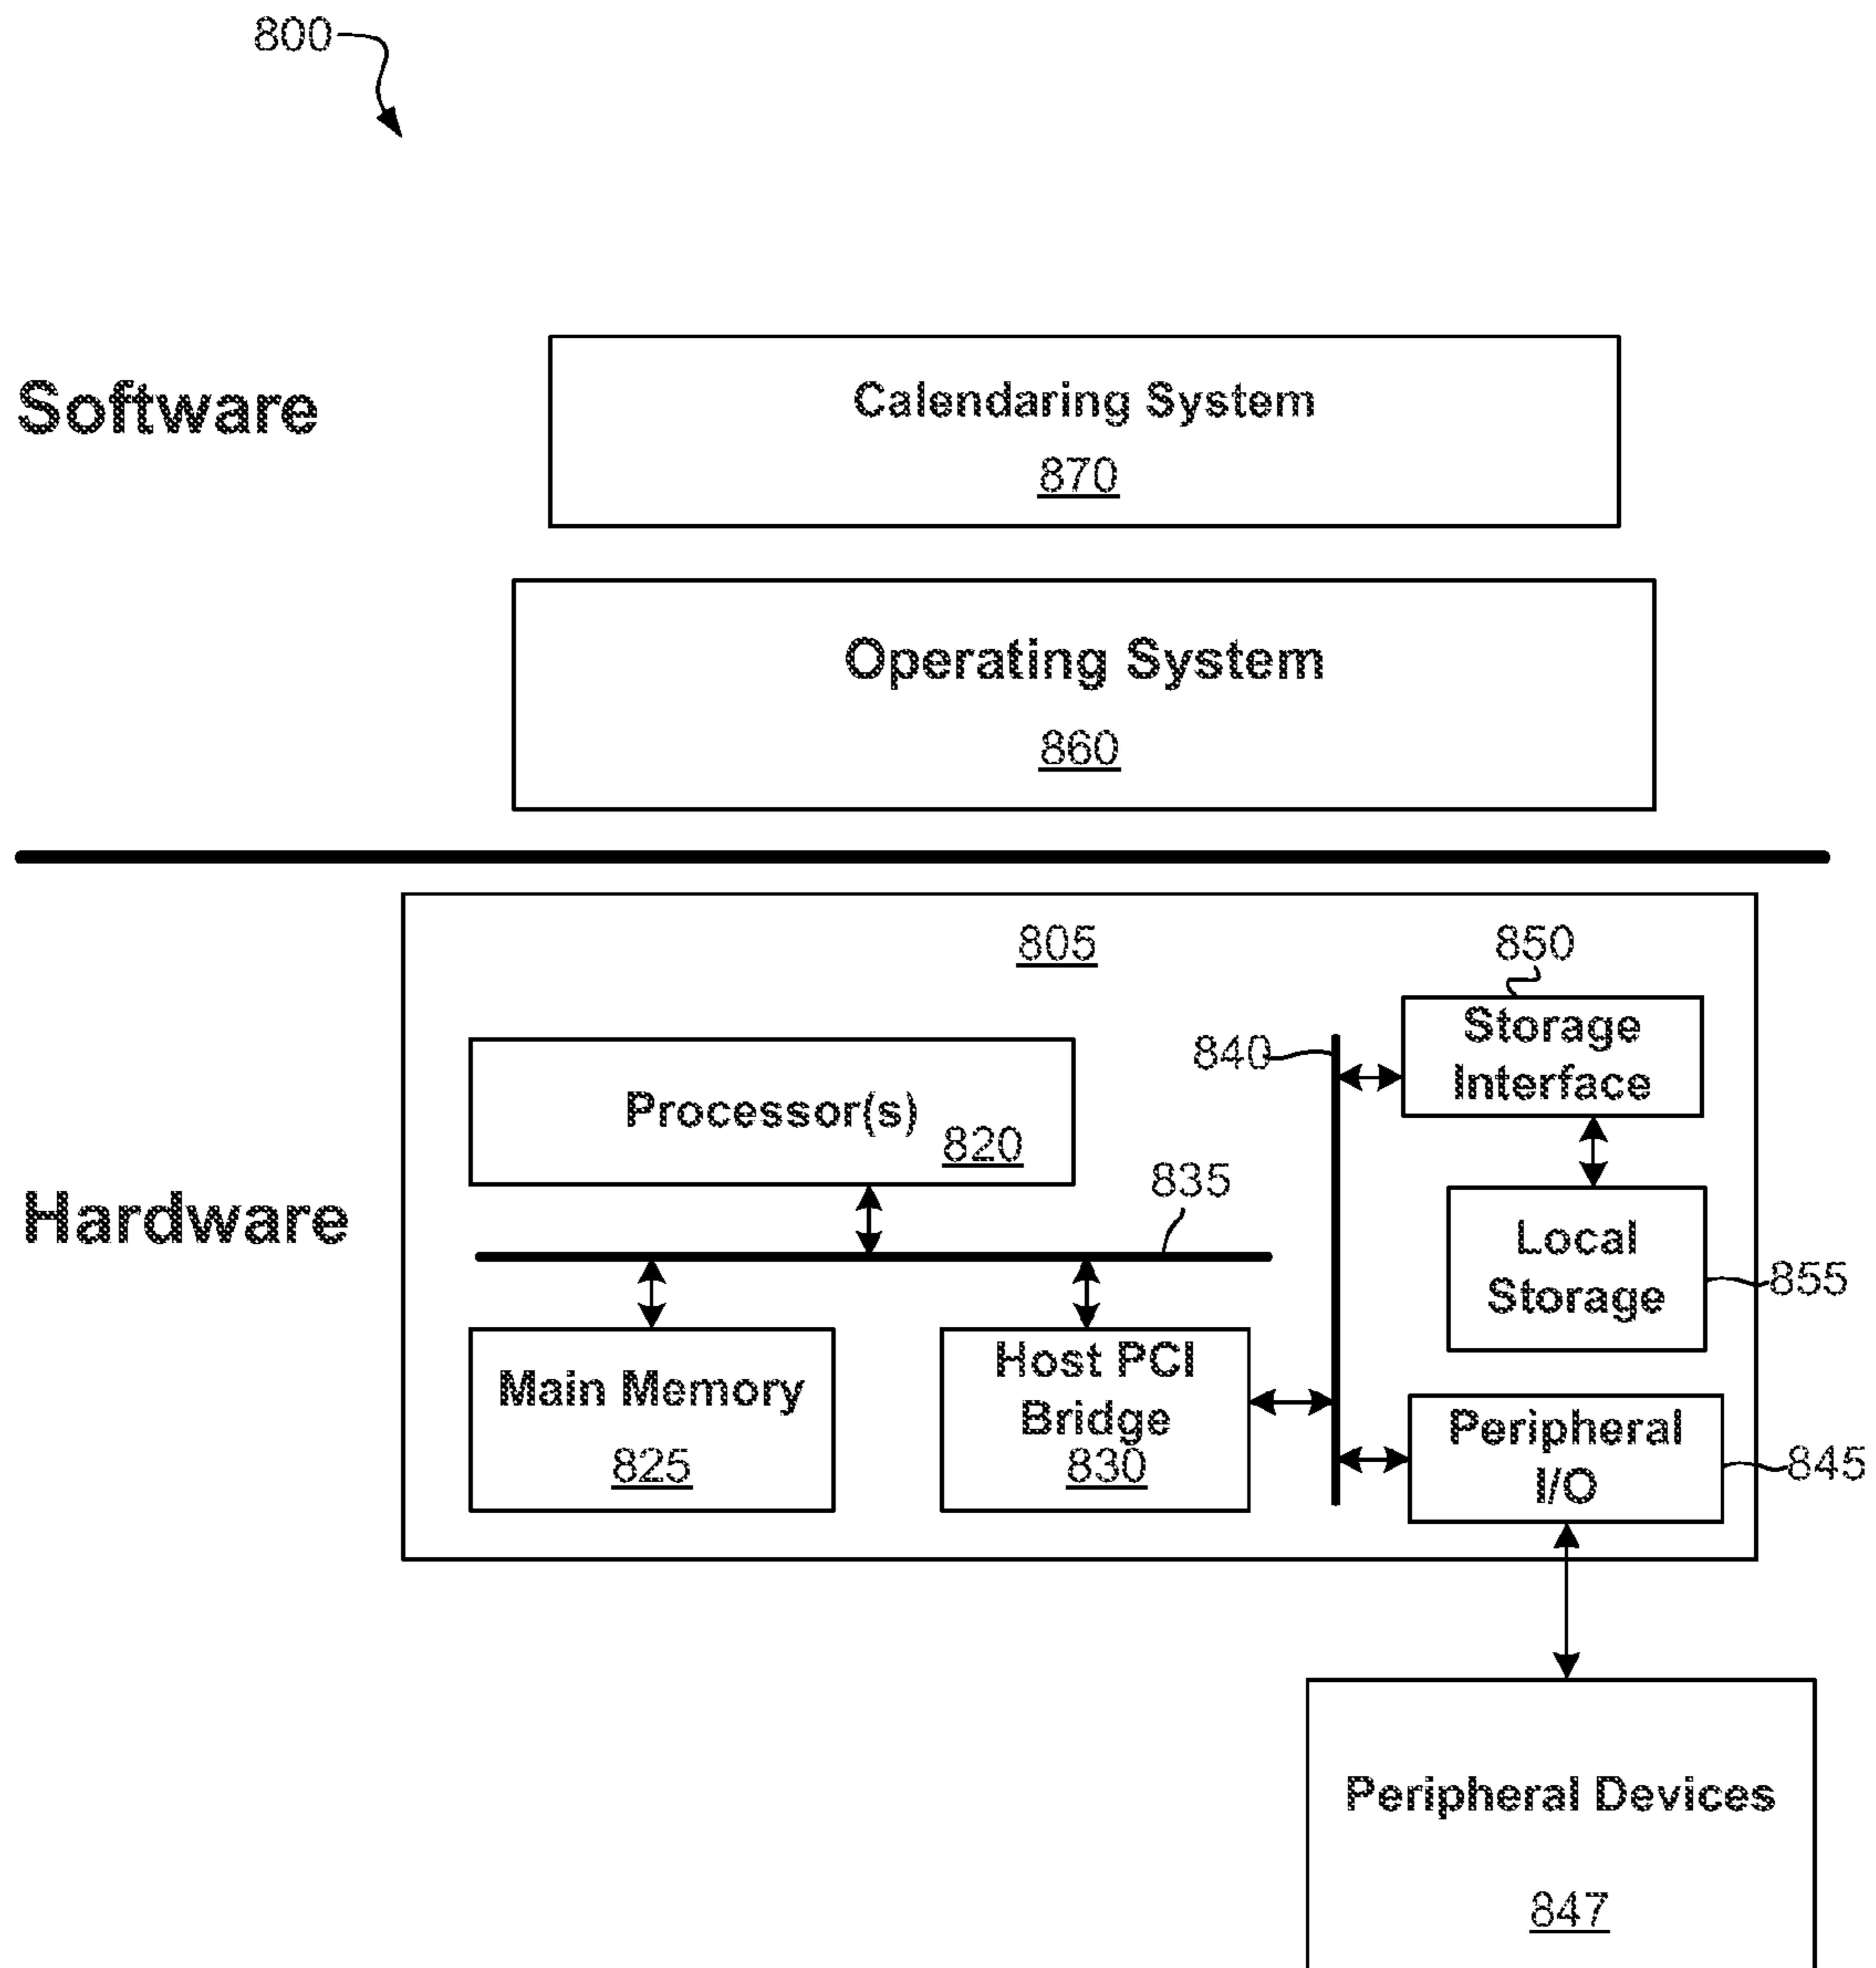 800
Software
Calendaring System
870
Operating System
860
805
850
Storage
Interface
840
Processor(s)
820
835
Hardware
Local
Storage
855
Main Memory
825
Host PCI
Bridge
830
Peripheral
I/O
845
Peripheral Devices
847